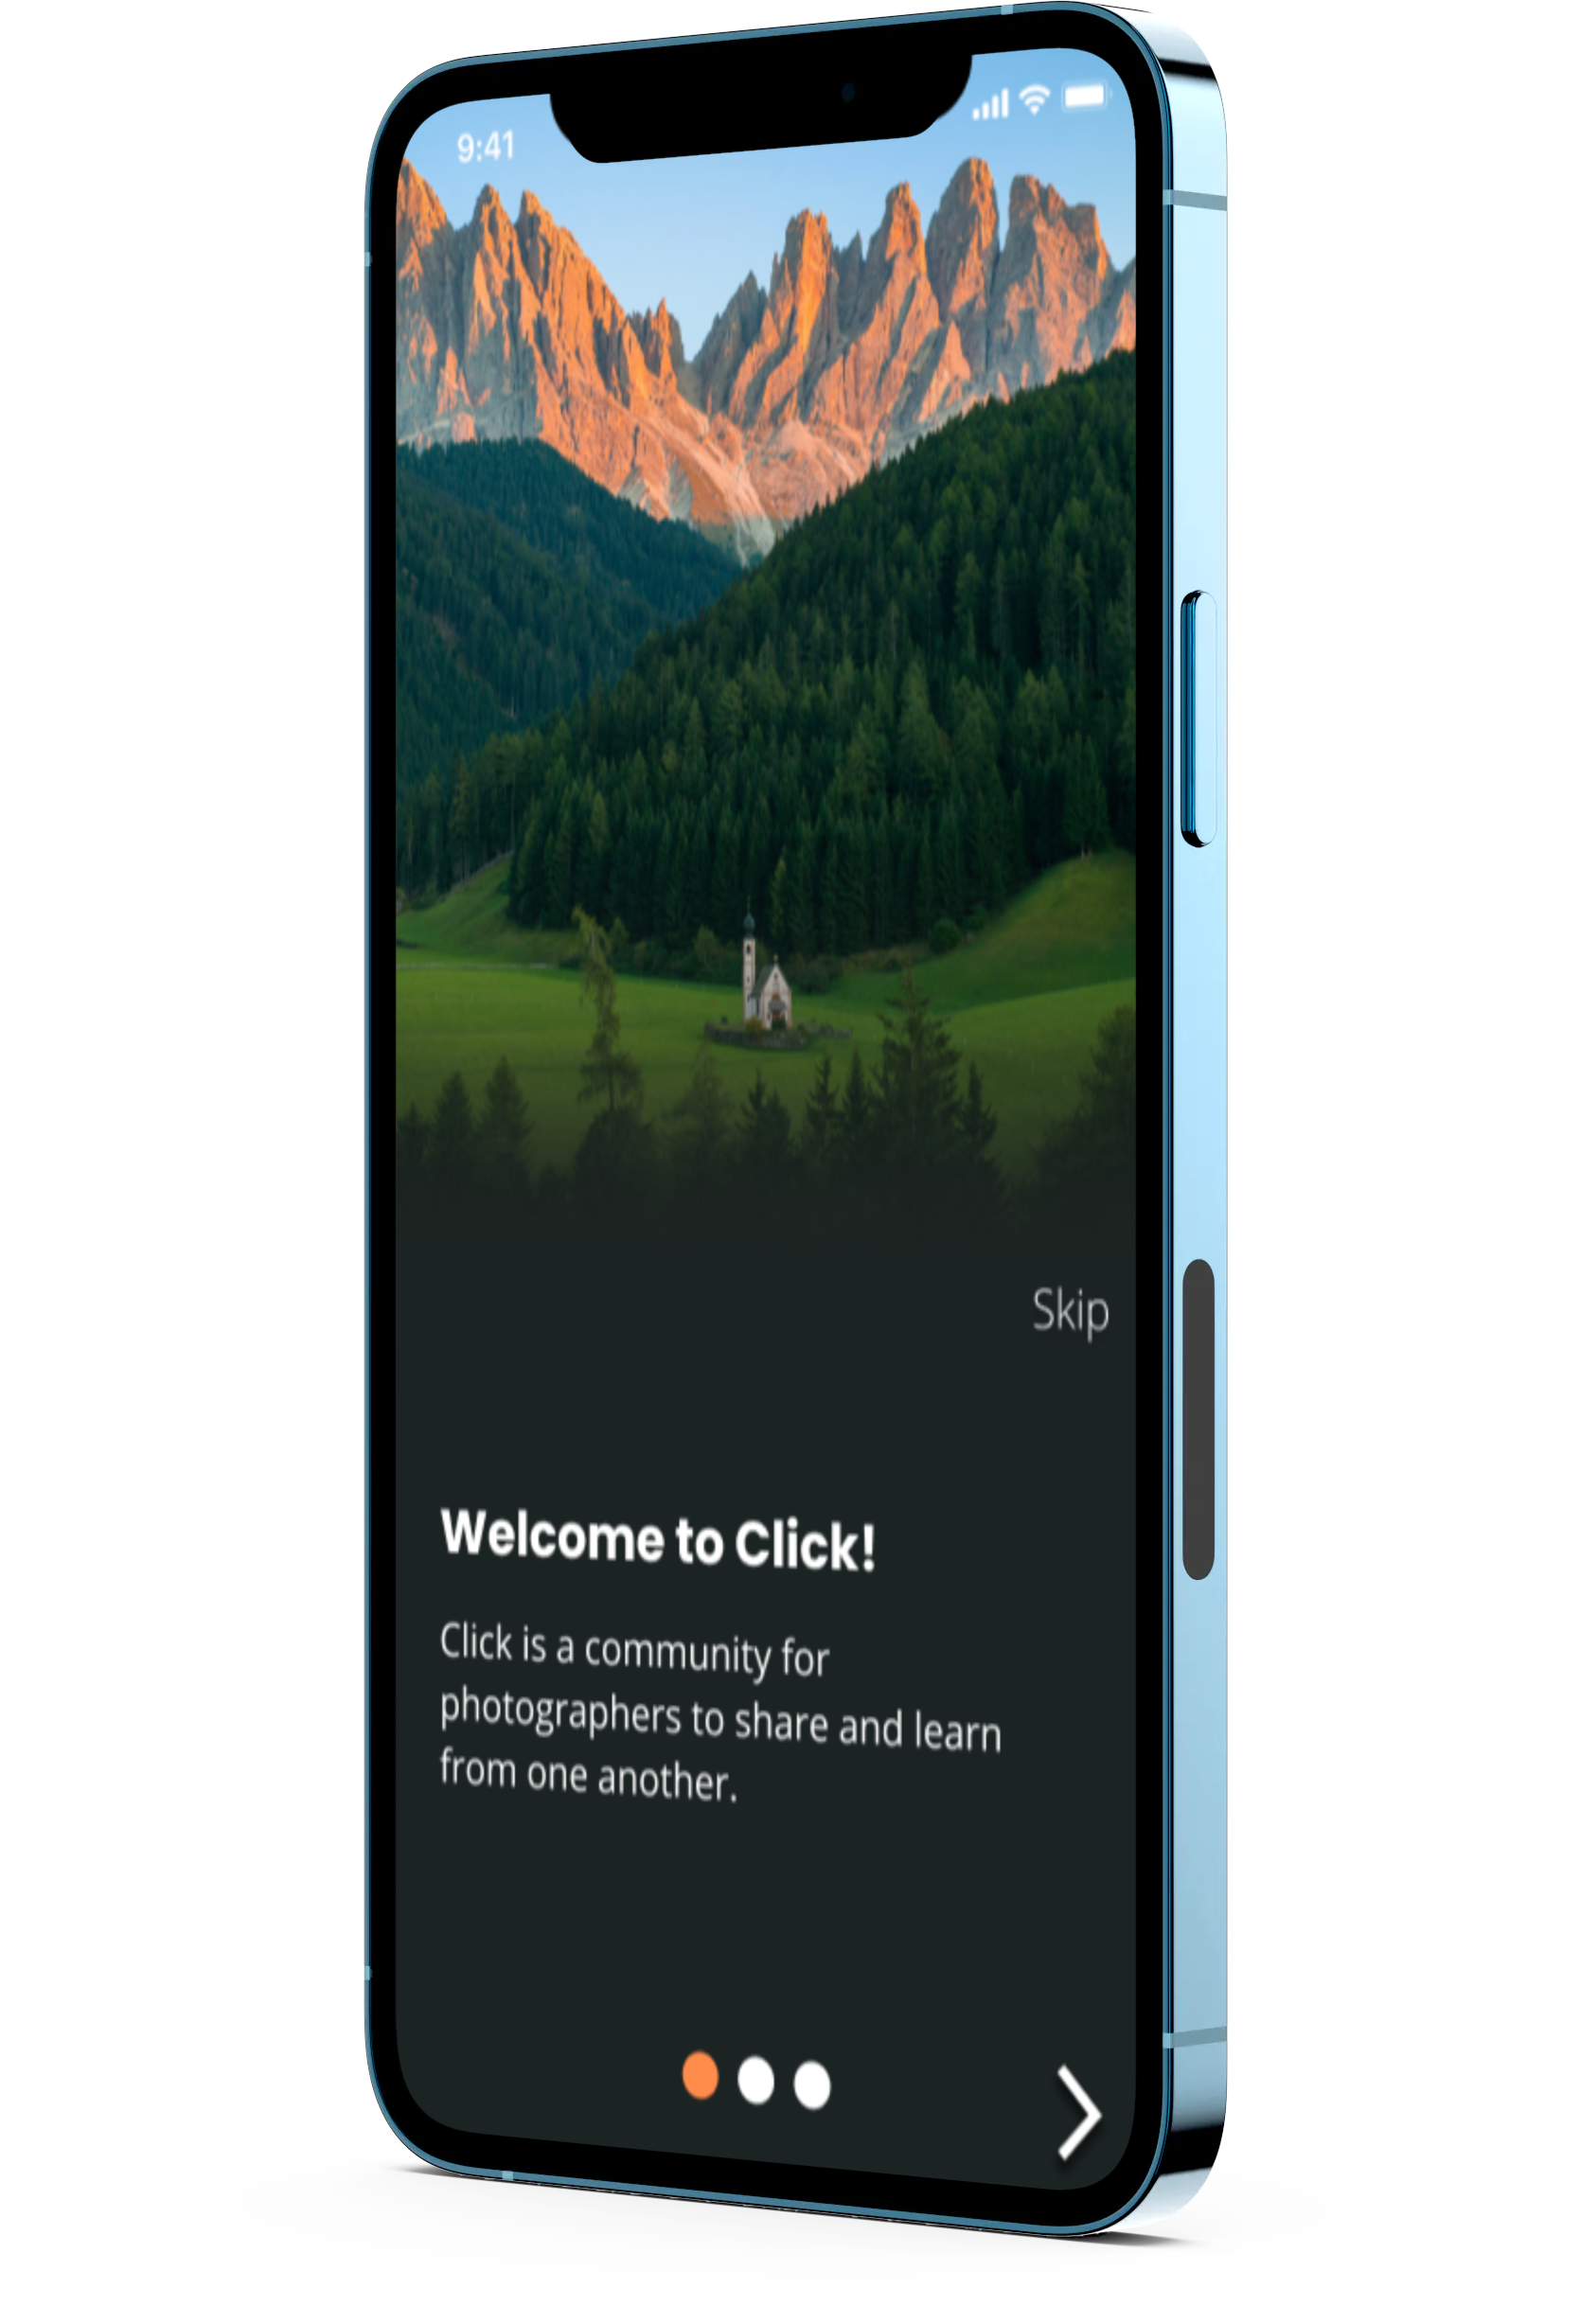 9:41
Skip
Welcome to Click!
Click is a community for
photographers to share and learn
from one another.